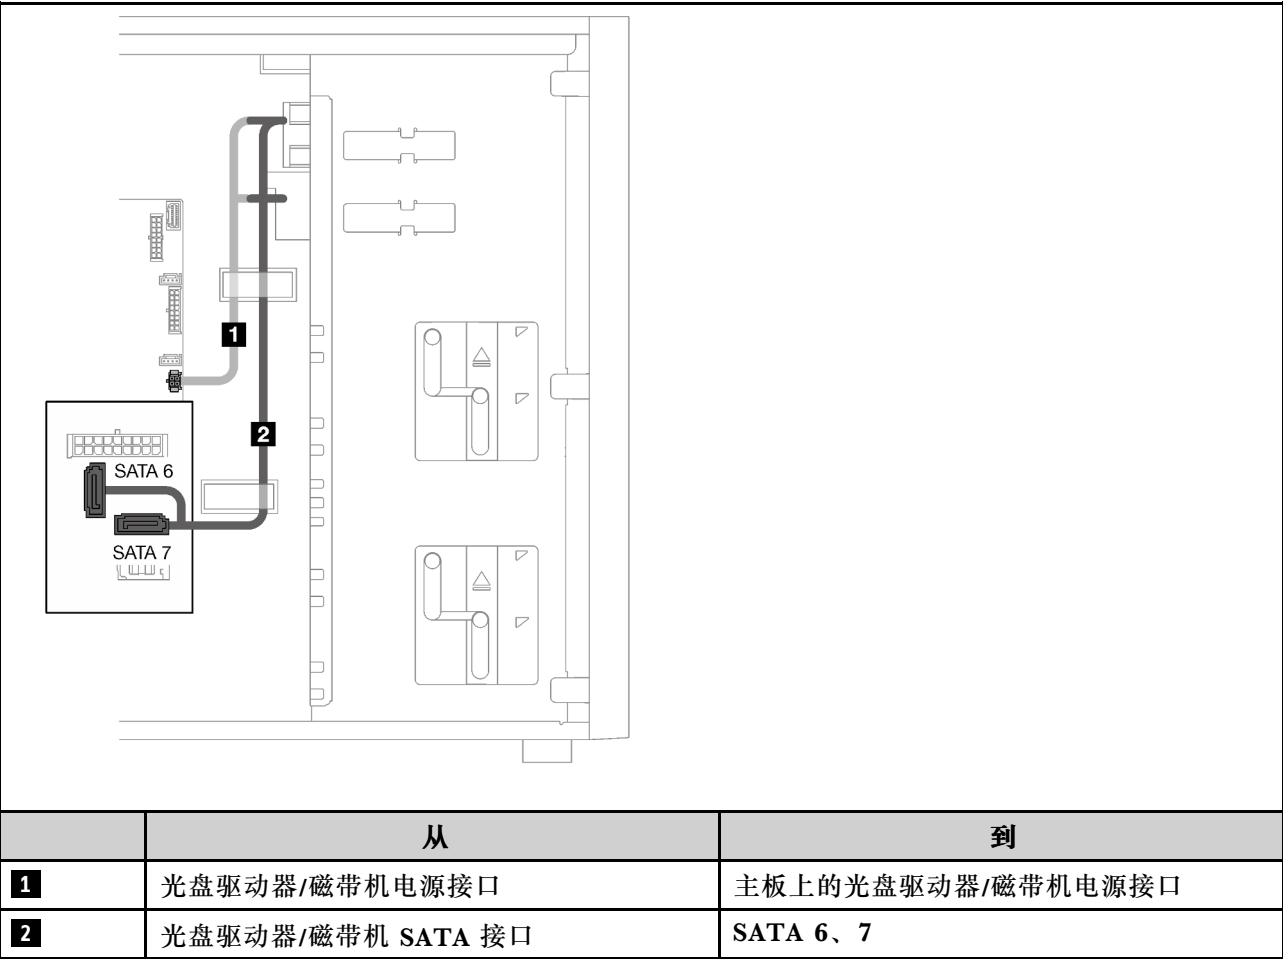 1
2
SATA 6
SATA 7
从 到
1 光盘驱动器/磁带机电源接口 主板上的光盘驱动器/磁带机电源接口
2 光盘驱动器/磁带机 SATA 接口 SATA 6、7